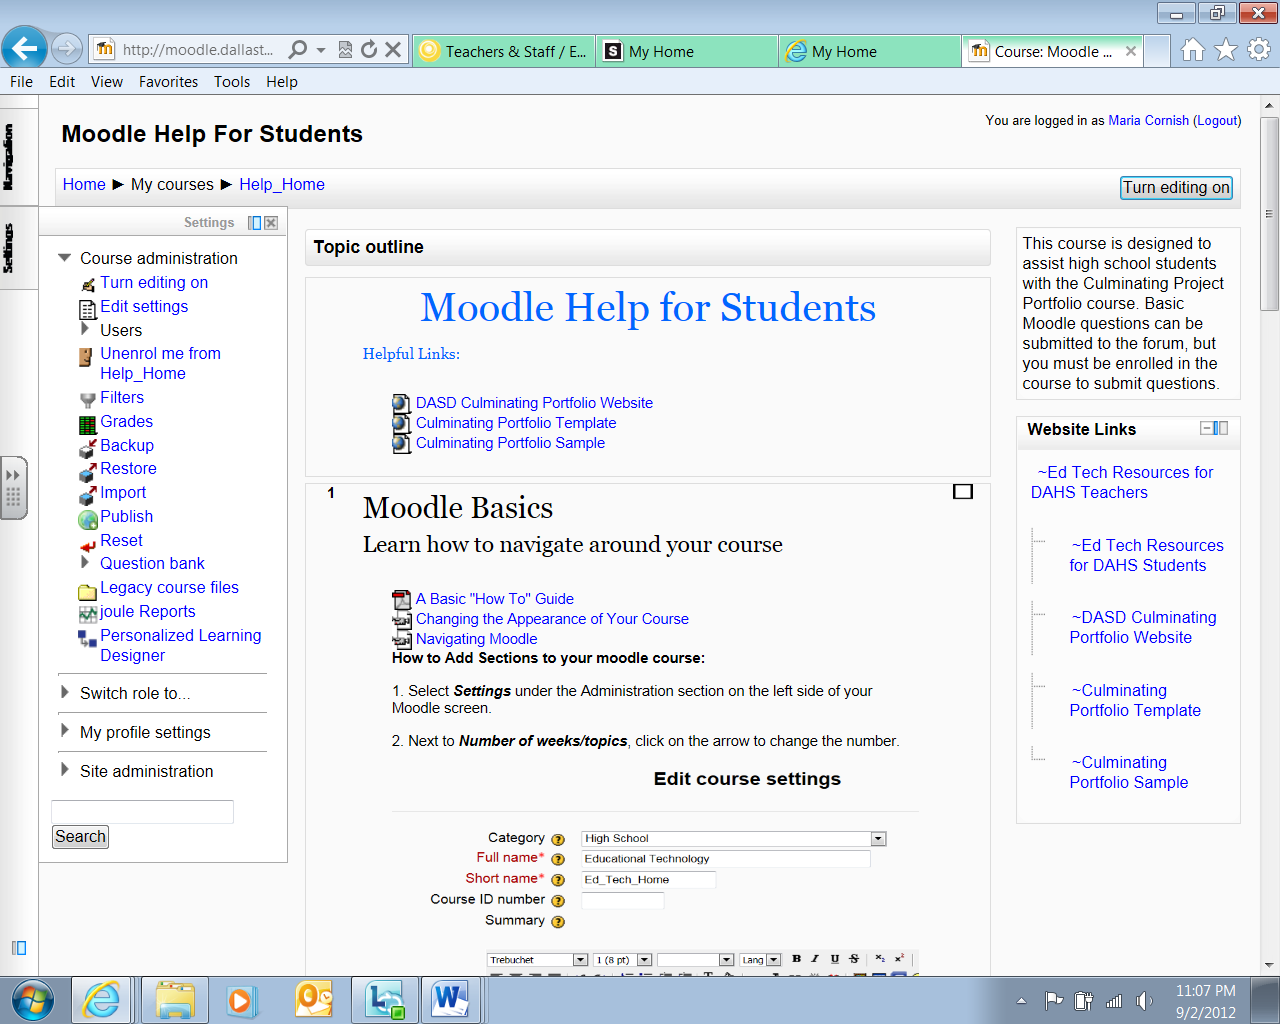 http://moodle.dallast...
Teachers & Staff / E...
My Home
My Home
Course: Moodle ...
File Edit View Favorites Tools Help
Navigation
Settings
Moodle Help For Students
You are logged in as Maria Cornish (Logout)
Home ► My courses ► Help_Home
Turn editing on
Settings
Course administration
Turn editing on
Edit settings
Users
Unenrol me from
Help_Home
Filters
Grades
Backup
Restore
Import
Publish
Reset
Question bank
Legacy course files
joule Reports
Personalized Learning
Designer
Switch role to...
My profile settings
Site administration
Search
Topic outline
Moodle Help for Students
Helpful Links:
DASD Culminating Portfolio Website
Culminating Portfolio Template
Culminating Portfolio Sample
1
Moodle Basics
Learn how to navigate around your course
A Basic "How To" Guide
Changing the Appearance of Your Course
Navigating Moodle
How to Add Sections to your moodle course:
1. Select Settings under the Administration section on the left side of your
Moodle screen.
2. Next to Number of weeks/topics, click on the arrow to change the number.
Edit course settings
Category High School
Full name* Educational Technology
Short name* Ed_Tech_Home
Course ID number
Summary
Trebuchet 1 (8 pt) Lang B I U S x₂ x²
This course is designed to
assist high school students
with the Culminating Project
Portfolio course. Basic
Moodle questions can be
submitted to the forum, but
you must be enrolled in the
course to submit questions.
Website Links
~Ed Tech Resources for
DAHS Teachers
~Ed Tech Resources
for DAHS Students
~DASD Culminating
Portfolio Website
~Culminating
Portfolio Template
~Culminating
Portfolio Sample
11:07 PM
9/2/2012